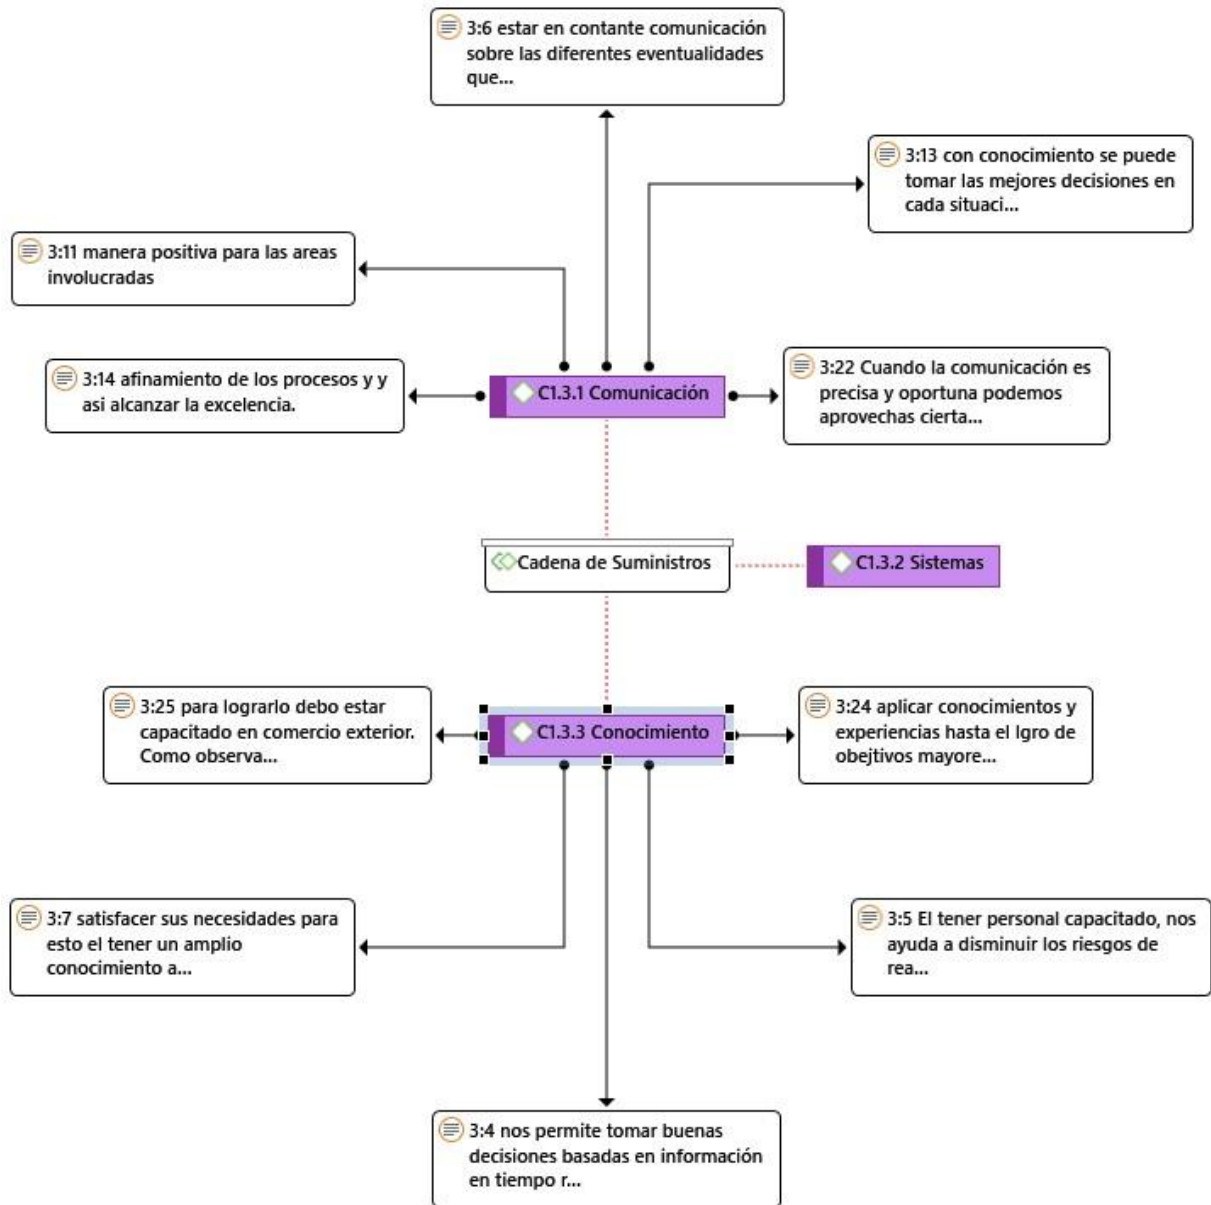 3:6 estar en contante comunicación
sobre las diferentes eventualidades
que...
3:13 con conocimiento se puede
tomar las mejores decisiones en
cada situaci...
3:11 manera positiva para las areas
involucradas
3:14 afinamiento de los procesos y y
asi alcanzar la excelencia.
C1.3.1 Comunicación
3:22 Cuando la comunicación es
precisa y oportuna podemos
aprovechas cierta...
Cadena de Suministros
C1.3.2 Sistemas
3:25 para lograrlo debo estar
capacitado en comercio exterior.
Como observa...
C1.3.3 Conocimiento
3:24 aplicar conocimientos y
experiencias hasta el lgro de
obejtivos mayore...
3:7 satisfacer sus necesidades para
esto el tener un amplio
conocimiento a...
3:5 El tener personal capacitado, nos
ayuda a disminuir los riesgos de
rea...
3:4 nos permite tomar buenas
decisiones basadas en información
en tiempo r...